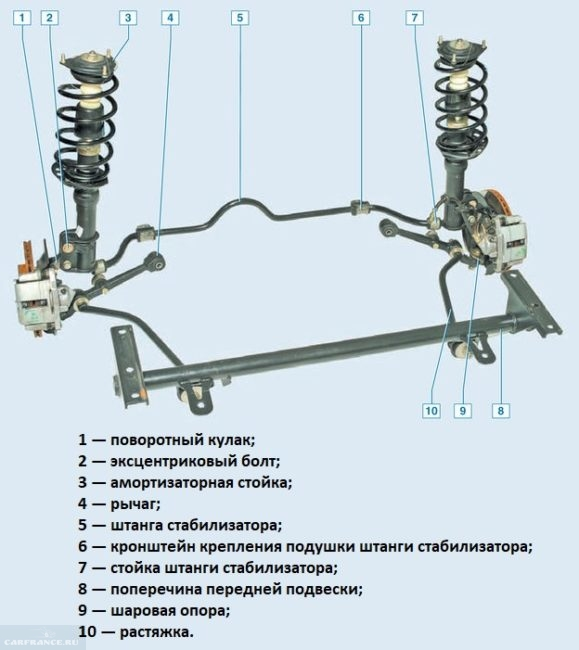 1 2 3 4 5 6 7
10 9 8
1 — поворотный кулак;
2 — эксцентриковый болт;
3 — амортизаторная стойка;
4 — рычаг;
5 — штанга стабилизатора;
6 — кронштейн крепления подушки штанги стабилизатора;
7 — стойка штанги стабилизатора;
8 — поперечина передней подвески;
9 — шаровая опора;
10 — растяжка.
CARFRANCE.RU